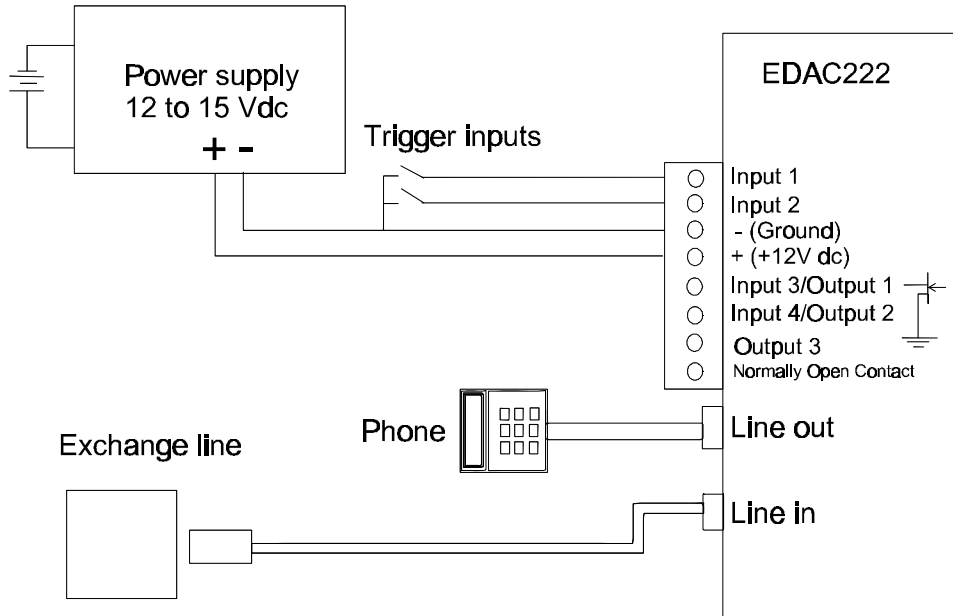 Power supply
12 to 15 Vdc
+ -
EDAC222
Trigger inputs
Input 1
Input 2
- (Ground)
+ (+12V dc)
Input 3/Output 1
Input 4/Output 2
Output 3
Normally Open Contact
Phone
Line out
Exchange line
Line in